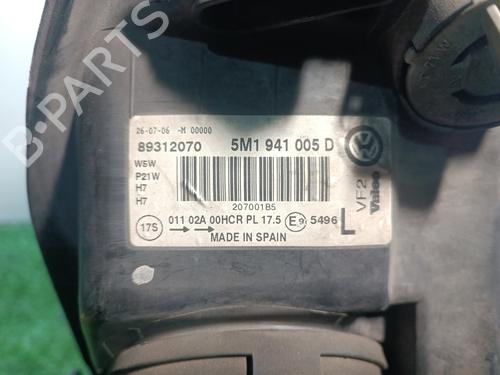 B-PARTS
26-07-06 -M 00000
89312070 5M1 941 005 D
W5W
P21W
H7
H7
207001B5
VF2
Valeo
17S 011 02A 00HCR PL 17.5 E9 5496 L
MADE IN SPAIN